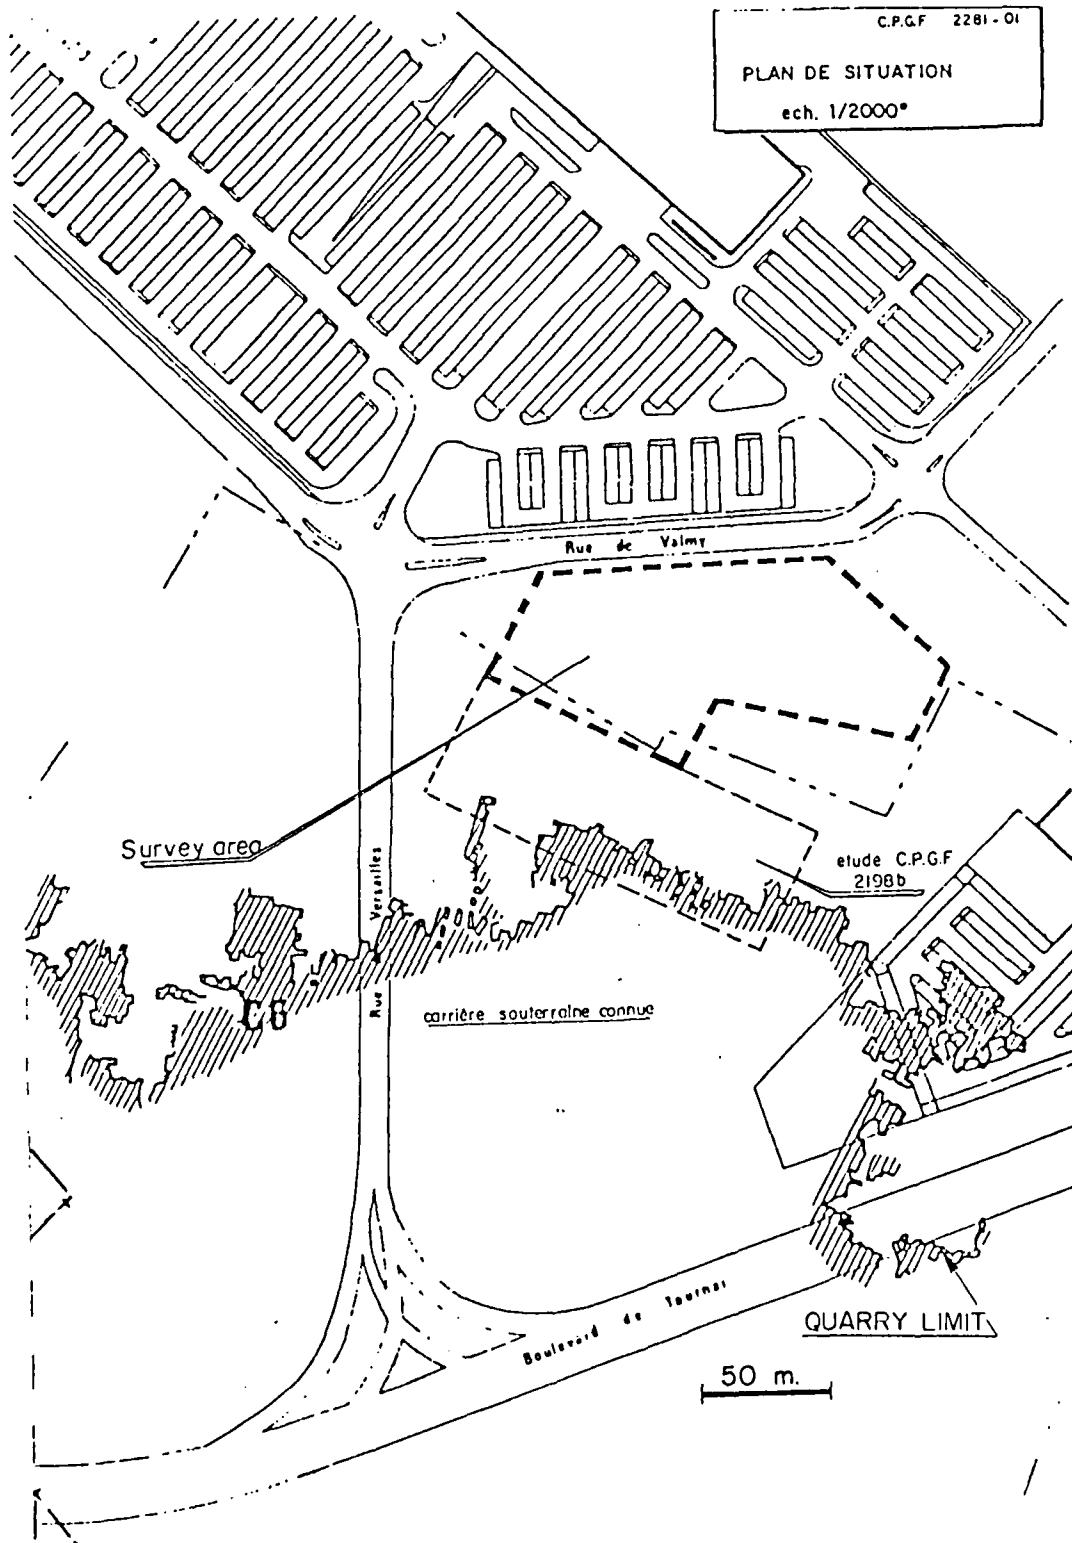 C.P.G.F 2281-01
PLAN DE SITUATION
ech. 1/2000°
Rue de Valmy
Survey area
Rue Versailles
etude C.P.G.F
2198b
carrière souterraine connue
QUARRY LIMIT
Boulevard de Tournai
50 m.